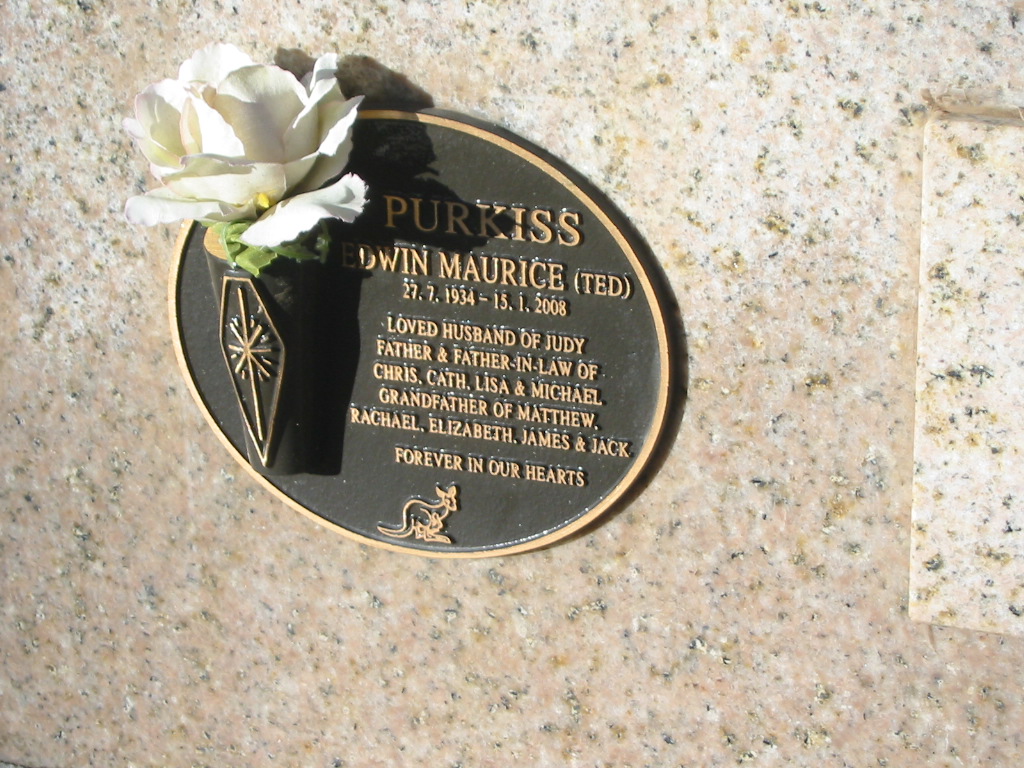 PURKISS
EDWIN MAURICE (TED)
27. 7. 1934 - 15. 1. 2008
LOVED HUSBAND OF JUDY
FATHER & FATHER-IN-LAW OF
CHRIS, CATH, LISA & MICHAEL,
GRANDFATHER OF MATTHEW,
RACHAEL, ELIZABETH, JAMES & JACK.
FOREVER IN OUR HEARTS